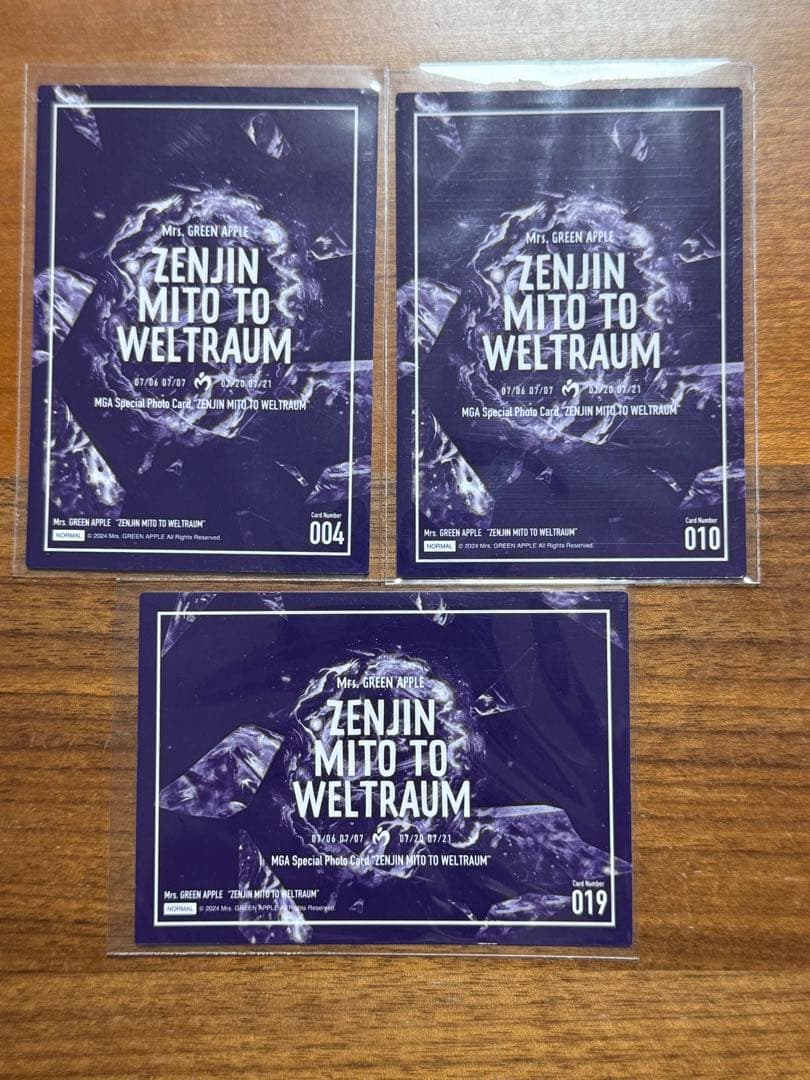 Mrs. GREEN APPLE
ZENJIN
MITO TO
WELTRAUM
07/06 07/07 07/20 07/21
MGA Special Photo Card "ZENJIN MITO TO WELTRAUM"
Mrs. GREEN APPLE "ZENJIN MITO TO WELTRAUM"
NORMAL © 2024 Mrs. GREEN APPLE All Rights Reserved.
Card Number
004
Mrs. GREEN APPLE
ZENJIN
MITO TO
WELTRAUM
07/06 07/07 07/20 07/21
MGA Special Photo Card "ZENJIN MITO TO WELTRAUM"
Mrs. GREEN APPLE "ZENJIN MITO TO WELTRAUM"
NORMAL © 2024 Mrs. GREEN APPLE All Rights Reserved.
Card Number
010
Mrs. GREEN APPLE
ZENJIN
MITO TO
WELTRAUM
07/06 07/07 07/20 07/21
MGA Special Photo Card "ZENJIN MITO TO WELTRAUM"
Mrs. GREEN APPLE "ZENJIN MITO TO WELTRAUM"
NORMAL © 2024 Mrs. GREEN APPLE All Rights Reserved.
Card Number
019